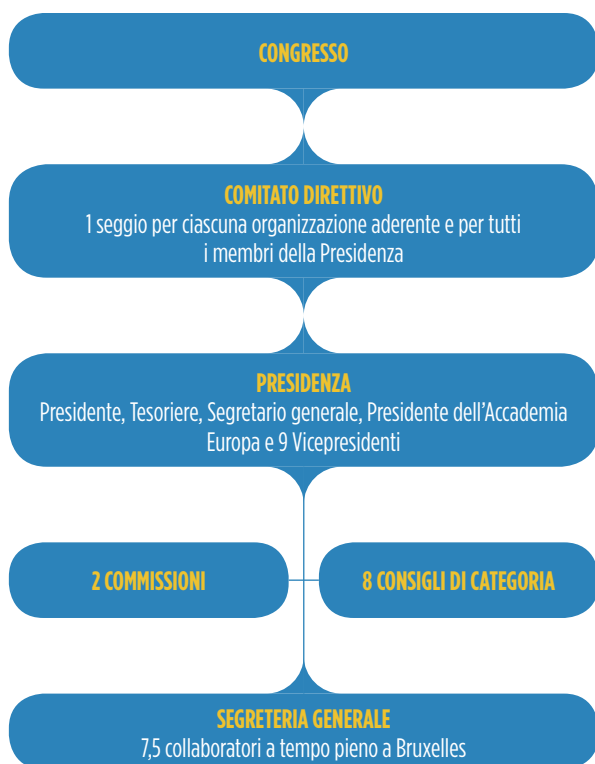 CONGRESSO
COMITATO DIRETTIVO
1 seggio per ciascuna organizzazione aderente e per tutti
i membri della Presidenza
PRESIDENZA
Presidente, Tesoriere, Segretario generale, Presidente dell’Accademia
Europa e 9 Vicepresidenti
2 COMMISSIONI
8 CONSIGLI DI CATEGORIA
SEGRETERIA GENERALE
7,5 collaboratori a tempo pieno a Bruxelles